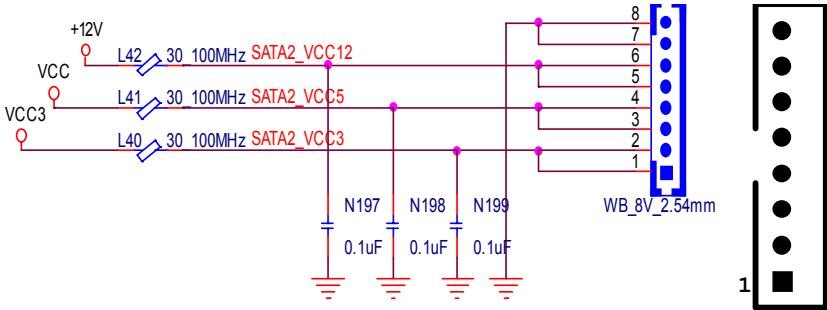 8
+12V
7
L42 30_100MHz SATA2_VCC12 6
VCC
5
L41 30_100MHz SATA2_VCC5 4
VCC3
3
L40 30_100MHz SATA2_VCC3 2
1
N197 N198 N199 WB_8V_2.54mm
0.1uF 0.1uF 0.1uF
1